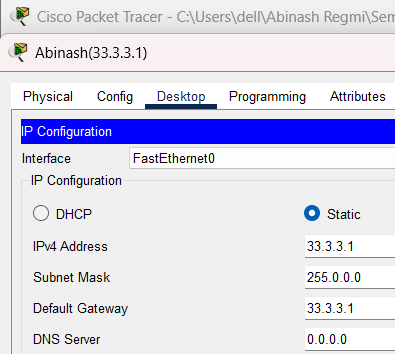 Cisco Packet Tracer - C:\Users\dell\Abinash Regmi\Sem
Abinash(33.3.3.1)
Physical Config Desktop Programming Attributes
IP Configuration
Interface FastEthernet0
IP Configuration
DHCP Static
IPv4 Address 33.3.3.1
Subnet Mask 255.0.0.0
Default Gateway 33.3.3.1
DNS Server 0.0.0.0